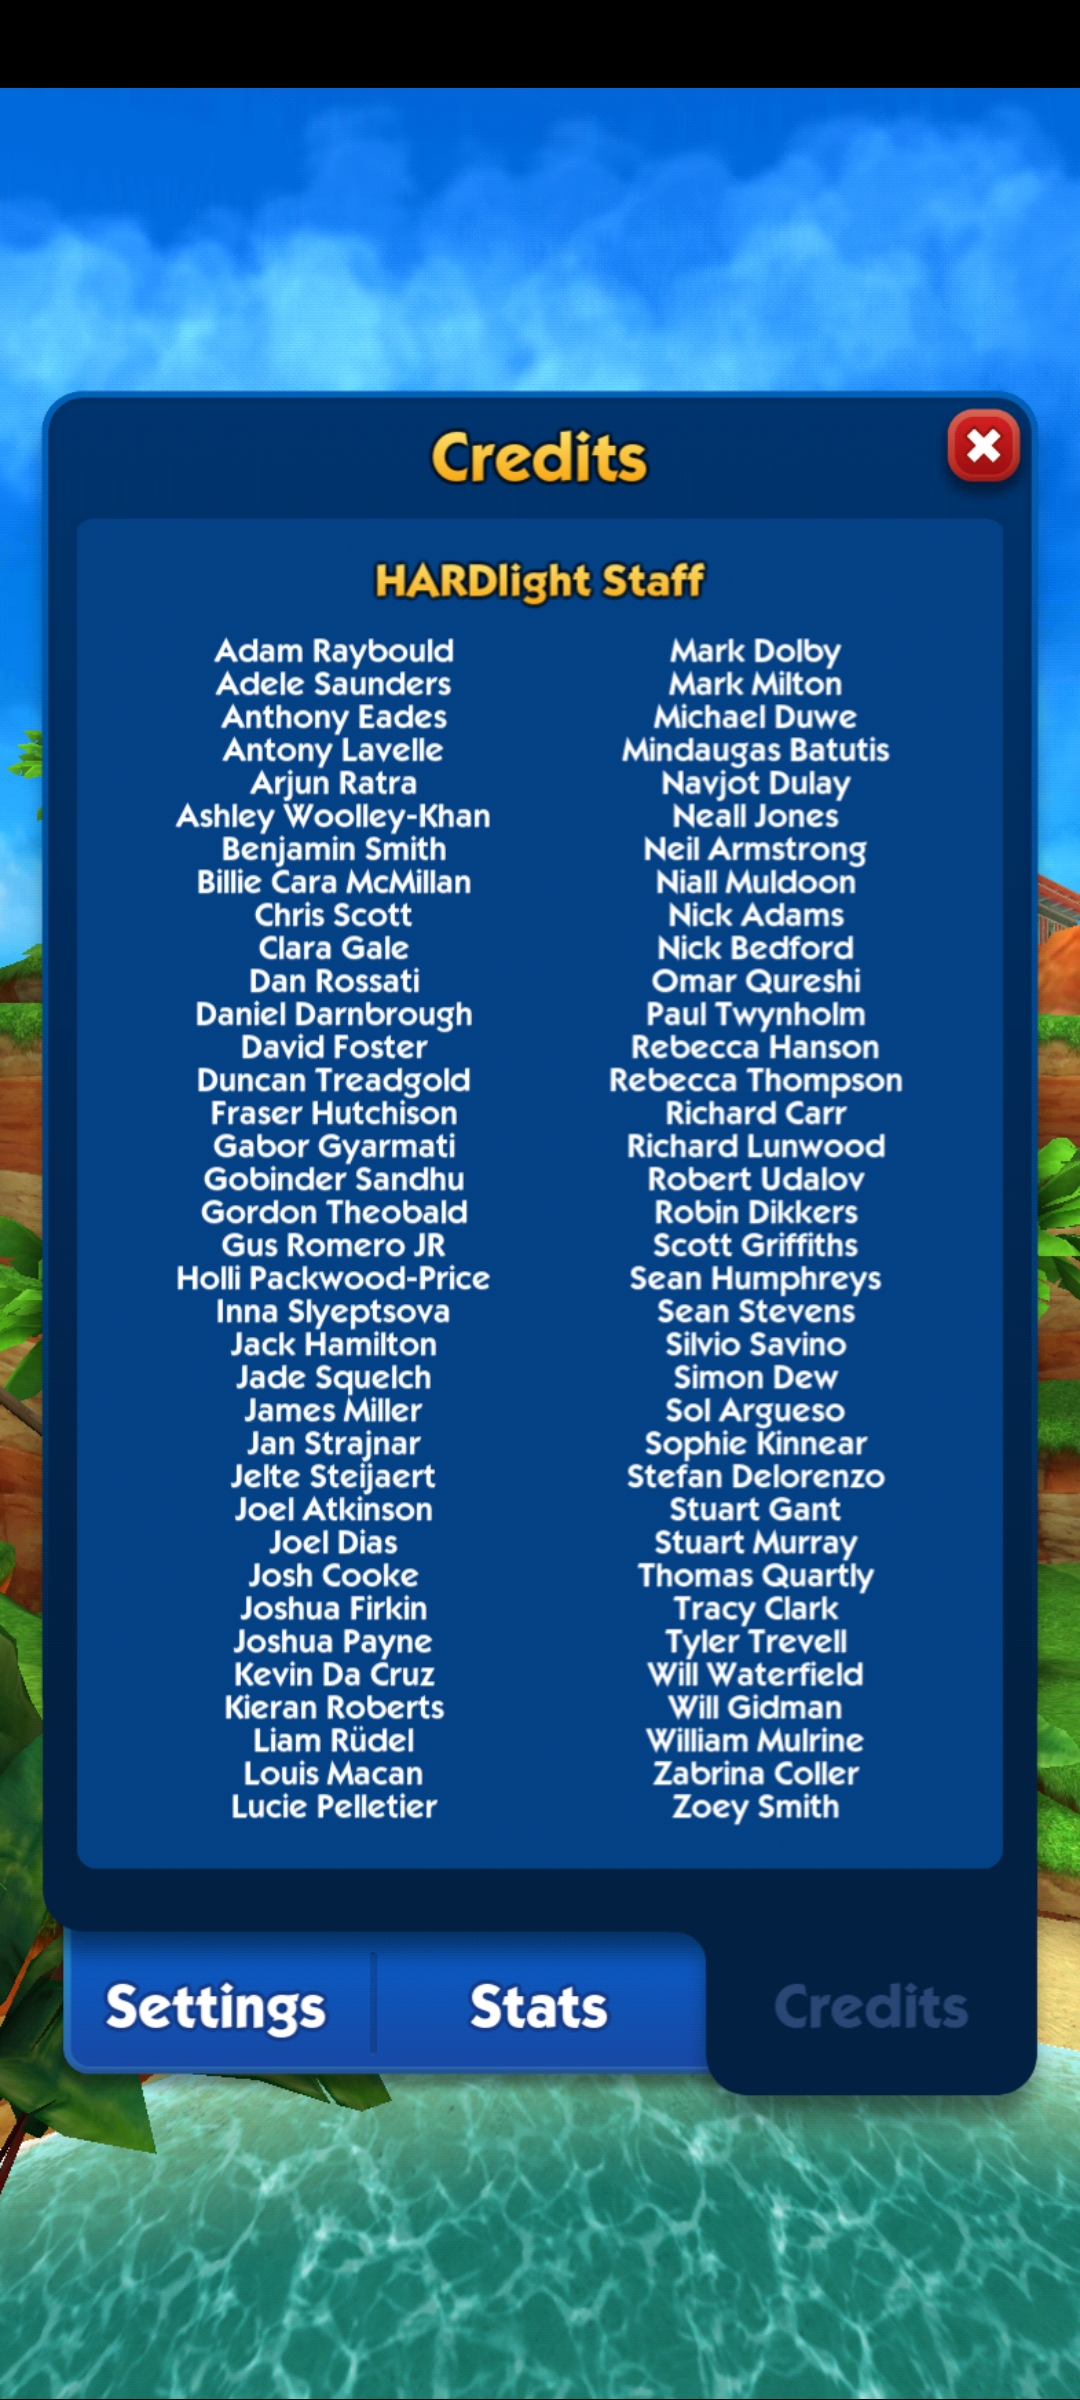 Credits
HARDlight Staff
Adam Raybould
Adele Saunders
Anthony Eades
Antony Lavelle
Arjun Ratra
Ashley Woolley-Khan
Benjamin Smith
Billie Cara McMillan
Chris Scott
Clara Gale
Dan Rossati
Daniel Darnbrough
David Foster
Duncan Treadgold
Fraser Hutchison
Gabor Gyarmati
Gobinder Sandhu
Gordon Theobald
Gus Romero JR
Holli Packwood-Price
Inna Slyeptsova
Jack Hamilton
Jade Squelch
James Miller
Jan Strajnar
Jelte Steijaert
Joel Atkinson
Joel Dias
Josh Cooke
Joshua Firkin
Joshua Payne
Kevin Da Cruz
Kieran Roberts
Liam Rüdel
Louis Macan
Lucie Pelletier
Mark Dolby
Mark Milton
Michael Duwe
Mindaugas Batutis
Navjot Dulay
Neall Jones
Neil Armstrong
Niall Muldoon
Nick Adams
Nick Bedford
Omar Qureshi
Paul Twynholm
Rebecca Hanson
Rebecca Thompson
Richard Carr
Richard Lunwood
Robert Udalov
Robin Dikkers
Scott Griffiths
Sean Humphreys
Sean Stevens
Silvio Savino
Simon Dew
Sol Argueso
Sophie Kinnear
Stefan Delorenzo
Stuart Gant
Stuart Murray
Thomas Quartly
Tracy Clark
Tyler Trevell
Will Waterfield
Will Gidman
William Mulrine
Zabrina Coller
Zoey Smith
Settings
Stats
Credits